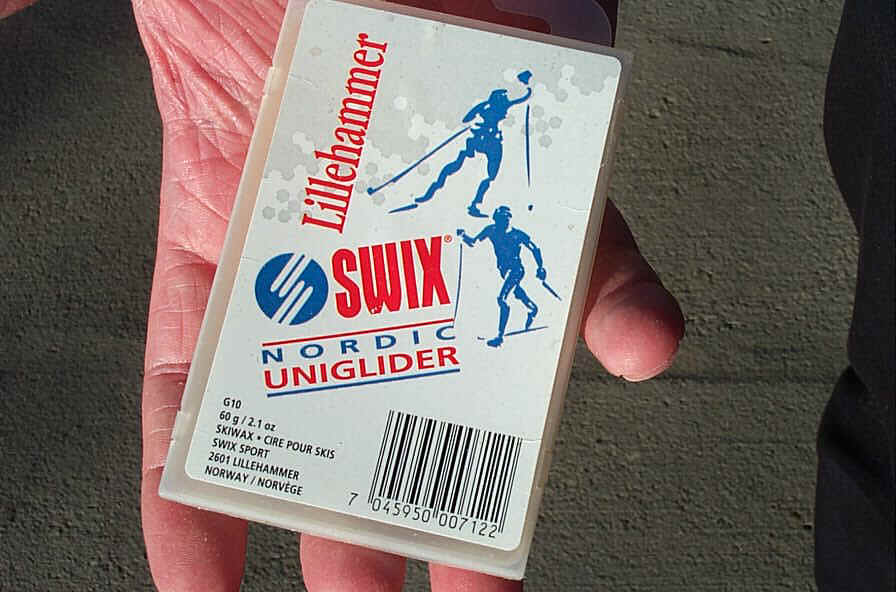 Lillehammer
SWIX®
NORDIC
UNIGLIDER
G10
60 g / 2.1 oz
SKIWAX • CIRE POUR SKIS
SWIX SPORT
2601 LILLEHAMMER
NORWAY / NORVÈGE
7 045950 007122